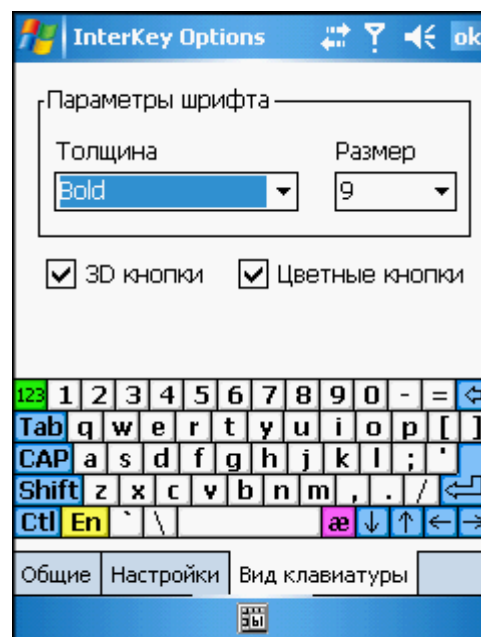 InterKey Options ok
Параметры шрифта
Толщина Размер
Bold 9
3D кнопки Цветные кнопки
123 1 2 3 4 5 6 7 8 9 0 - =
Tab q w e r t y u i o p [ ]
CAP a s d f g h j k l ; '
Shift z x c v b n m , . /
Ctl En ` \ æ
Общие Настройки Вид клавиатуры